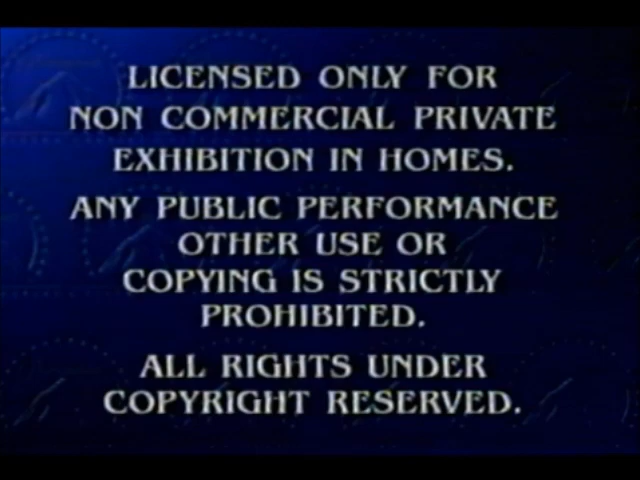 LICENSED ONLY FOR
NON COMMERCIAL PRIVATE
EXHIBITION IN HOMES.
ANY PUBLIC PERFORMANCE
OTHER USE OR
COPYING IS STRICTLY
PROHIBITED.
ALL RIGHTS UNDER
COPYRIGHT RESERVED.